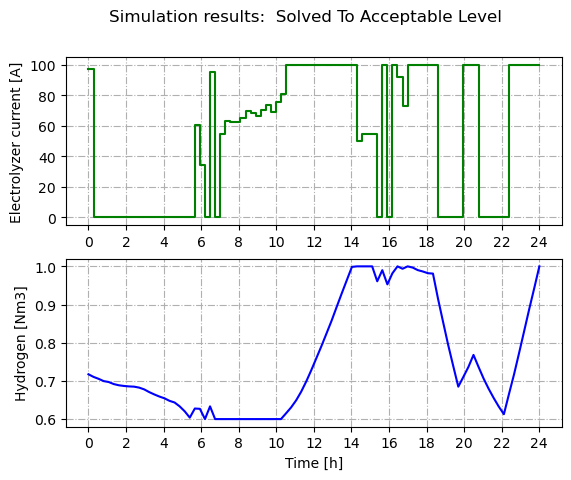 Simulation results:  Solved To Acceptable Level
Electrolyzer current [A]
100
80
60
40
20
0
0 2 4 6 8 10 12 14 16 18 20 22 24
Hydrogen [Nm3]
1.0
0.9
0.8
0.7
0.6
0 2 4 6 8 10 12 14 16 18 20 22 24
Time [h]